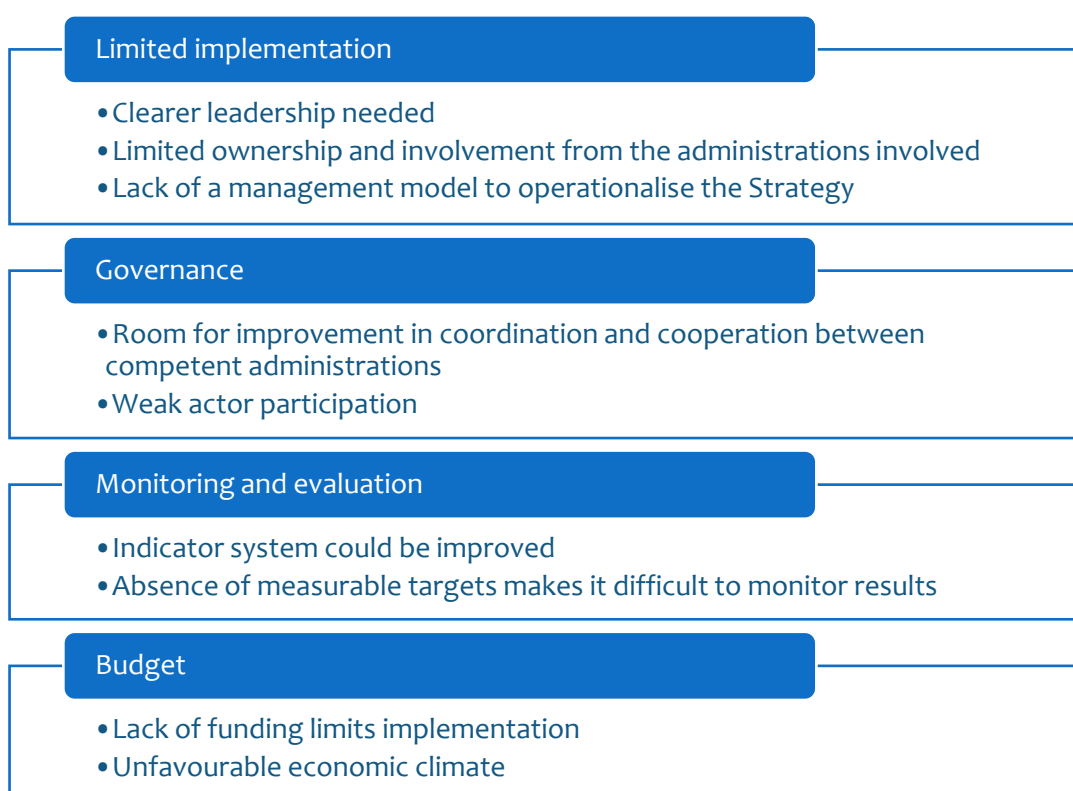 Limited implementation
•Clearer leadership needed
•Limited ownership and involvement from the administrations involved
•Lack of a management model to operationalise the Strategy
Governance
•Room for improvement in coordination and cooperation between
competent administrations
•Weak actor participation
Monitoring and evaluation
•Indicator system could be improved
•Absence of measurable targets makes it difficult to monitor results
Budget
•Lack of funding limits implementation
•Unfavourable economic climate